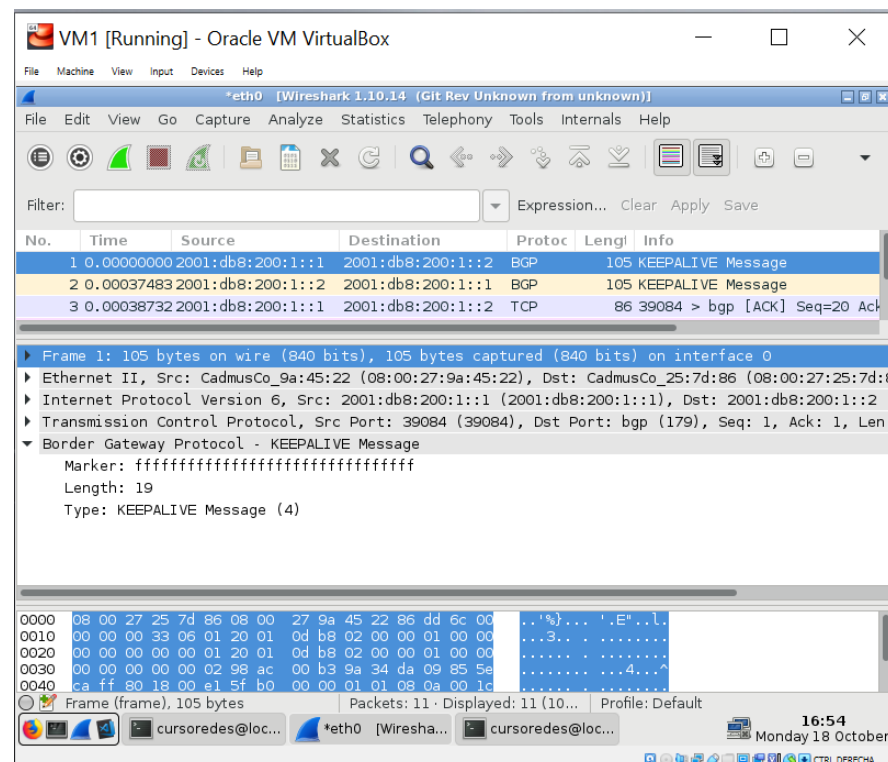 VM1 [Running] - Oracle VM VirtualBox
File Machine View Input Devices Help
*eth0 [Wireshark 1.10.14 (Git Rev Unknown from unknown)]
File Edit View Go Capture Analyze Statistics Telephony Tools Internals Help
Filter: Expression... Clear Apply Save
No. Time Source Destination Protoc Lengt Info
1 0.00000000 2001:db8:200:1::1 2001:db8:200:1::2 BGP 105 KEEPALIVE Message
2 0.00037483 2001:db8:200:1::2 2001:db8:200:1::1 BGP 105 KEEPALIVE Message
3 0.00038732 2001:db8:200:1::1 2001:db8:200:1::2 TCP 86 39084 > bgp [ACK] Seq=20 Ack
Frame 1: 105 bytes on wire (840 bits), 105 bytes captured (840 bits) on interface 0
Ethernet II, Src: CadmusCo_9a:45:22 (08:00:27:9a:45:22), Dst: CadmusCo_25:7d:86 (08:00:27:25:7d:8
Internet Protocol Version 6, Src: 2001:db8:200:1::1 (2001:db8:200:1::1), Dst: 2001:db8:200:1::2
Transmission Control Protocol, Src Port: 39084 (39084), Dst Port: bgp (179), Seq: 1, Ack: 1, Len
Border Gateway Protocol - KEEPALIVE Message
Marker: ffffffffffffffffffffffffffffffff
Length: 19
Type: KEEPALIVE Message (4)
0000 08 00 27 25 7d 86 08 00 27 9a 45 22 86 dd 6c 00 ..'%}... '.E"..l.
0010 00 00 00 33 06 01 20 01 0d b8 02 00 00 01 00 00 ...3.. . ........
0020 00 00 00 00 00 01 20 01 0d b8 02 00 00 01 00 00 ...... . ........
0030 00 00 00 00 00 02 98 ac 00 b3 9a 34 da 09 85 5e ........ ...4...^
0040 ca ff 80 18 00 e1 5f b0 00 00 01 01 08 0a 00 1c ......_. ........
Frame (frame), 105 bytes Packets: 11 · Displayed: 11 (10... Profile: Default
cursoredes@loc... *eth0 [Wiresha... cursoredes@loc... 16:54
Monday 18 October
CTRL DERECHA